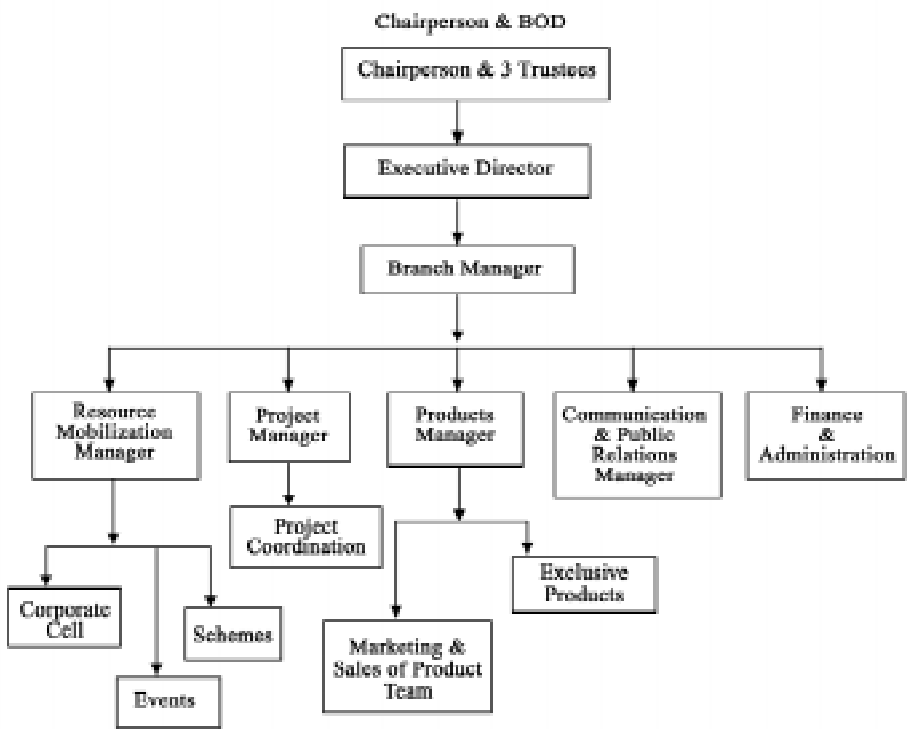 Chairperson & BOD
Chairperson & 3 Trustees
Executive Director
Branch Manager
Resource
Mobilization
Manager
Project
Manager
Products
Manager
Communication
& Public
Relations
Manager
Finance
&
Administration
Project
Coordination
Corporate
Cell
Events
Schemes
Marketing &
Sales of Product
Team
Exclusive
Products